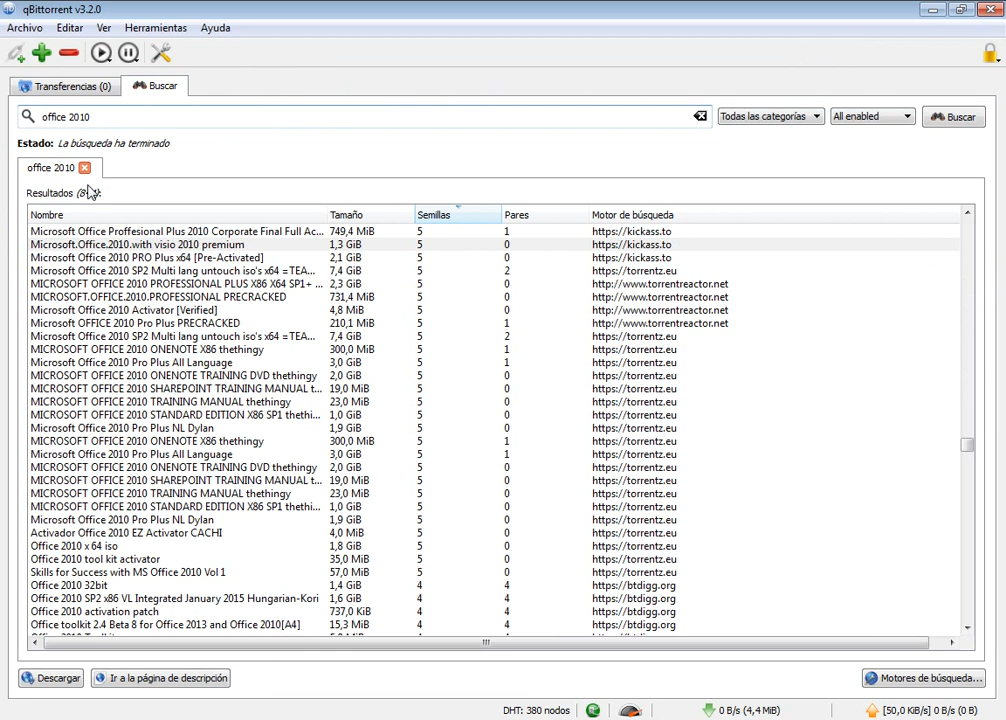 qBittorrent v3.2.0
Archivo Editar Ver Herramientas Ayuda
Transferencias (0) Buscar
office 2010 Todas las categorías All enabled Buscar
Estado: La búsqueda ha terminado
office 2010
Resultados
Nombre Tamaño Semillas Pares Motor de búsqueda
Microsoft.Office Proffesional Plus 2010 Corporate Final Full Ac... 749,4 MiB 5 1 https://kickass.to
Microsoft.Office.2010.with visio 2010 premium 1,3 GiB 5 0 https://kickass.to
Microsoft Office 2010 PRO Plus x64 [Pre-Activated] 2,1 GiB 5 0 https://kickass.to
Microsoft Office 2010 SP2 Multi lang untouch iso's x64 =TEA... 7,4 GiB 5 2 https://torrentz.eu
MICROSOFT OFFICE 2010 PROFESSIONAL PLUS X86 X64 SP1+ ... 2,3 GiB 5 0 http://www.torrentreactor.net
MICROSOFT.OFFICE.2010.PROFESSIONAL PRECRACKED 731,4 MiB 5 0 http://www.torrentreactor.net
Microsoft Office 2010 Activator [Verified] 4,8 MiB 5 0 http://www.torrentreactor.net
Microsoft OFFICE 2010 Pro Plus PRECRACKED 210,1 MiB 5 1 http://www.torrentreactor.net
Microsoft Office 2010 SP2 Multi lang untouch iso's x64 =TEA... 7,4 GiB 5 2 https://torrentz.eu
MICROSOFT OFFICE 2010 ONENOTE X86 thethingy 300,0 MiB 5 1 https://torrentz.eu
Microsoft Office 2010 Pro Plus All Language 3,0 GiB 5 1 https://torrentz.eu
MICROSOFT OFFICE 2010 ONENOTE TRAINING DVD thethingy 2,0 GiB 5 0 https://torrentz.eu
MICROSOFT OFFICE 2010 SHAREPOINT TRAINING MANUAL t... 19,0 MiB 5 0 https://torrentz.eu
MICROSOFT OFFICE 2010 TRAINING MANUAL thethingy 23,0 MiB 5 0 https://torrentz.eu
MICROSOFT OFFICE 2010 STANDARD EDITION X86 SP1 thethi... 1,0 GiB 5 0 https://torrentz.eu
Microsoft Office 2010 Pro Plus NL Dylan 1,9 GiB 5 0 https://torrentz.eu
MICROSOFT OFFICE 2010 ONENOTE X86 thethingy 300,0 MiB 5 1 https://torrentz.eu
Microsoft Office 2010 Pro Plus All Language 3,0 GiB 5 1 https://torrentz.eu
MICROSOFT OFFICE 2010 ONENOTE TRAINING DVD thethingy 2,0 GiB 5 0 https://torrentz.eu
MICROSOFT OFFICE 2010 SHAREPOINT TRAINING MANUAL t... 19,0 MiB 5 0 https://torrentz.eu
MICROSOFT OFFICE 2010 TRAINING MANUAL thethingy 23,0 MiB 5 0 https://torrentz.eu
MICROSOFT OFFICE 2010 STANDARD EDITION X86 SP1 thethi... 1,0 GiB 5 0 https://torrentz.eu
Microsoft Office 2010 Pro Plus NL Dylan 1,9 GiB 5 0 https://torrentz.eu
Activador Office 2010 EZ Activator CACHI 4,0 MiB 5 0 https://torrentz.eu
Office 2010 x 64 iso 1,8 GiB 5 0 https://torrentz.eu
Office 2010 tool kit activator 35,0 MiB 5 0 https://torrentz.eu
Skills for Success with MS Office 2010 Vol 1 57,0 MiB 5 0 https://torrentz.eu
Office 2010 32bit 1,4 GiB 4 4 https://btdigg.org
Office 2010 SP2 x86 VL Integrated January 2015 Hungarian-Kori 1,6 GiB 4 4 https://btdigg.org
Office 2010 activation patch 737,0 KiB 4 4 https://btdigg.org
Office toolkit 2.4 Beta 8 for Office 2013 and Office 2010[A4] 15,3 MiB 4 4 https://btdigg.org
Descargar Ir a la página de descripción Motores de búsqueda...
DHT: 380 nodos 0 B/s (4,4 MiB) [50,0 KiB/s] 0 B/s (0 B)